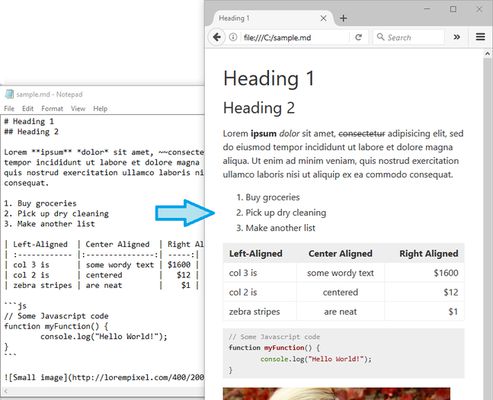 sample.md - Notepad
File Edit Format View Help
# Heading 1
## Heading 2
Lorem **ipsum** *dolor* sit amet, ~~consecte
tempor incididunt ut labore et dolore magna
quis nostrud exercitation ullamco laboris ni
consequat.
1. Buy groceries
2. Pick up dry cleaning
3. Make another list
| Left-Aligned | Center Aligned | Right Al
| :------------ |:---------------:| -----:|
| col 3 is | some wordy text | $1600 |
| col 2 is | centered | $12 |
| zebra stripes | are neat | $1 |
```js
// Some Javascript code
function myFunction() {
console.log("Hello World!");
}
```
![Small image](http://lorempixel.com/400/200
Heading 1
file:///C:/sample.md
Search
Heading 1
Heading 2
Lorem ipsum dolor sit amet, consectetur adipisicing elit, sed
do eiusmod tempor incididunt ut labore et dolore magna
aliqua. Ut enim ad minim veniam, quis nostrud exercitation
ullamco laboris nisi ut aliquip ex ea commodo consequat.
1. Buy groceries
2. Pick up dry cleaning
3. Make another list
Left-Aligned Center Aligned Right Aligned
col 3 is some wordy text $1600
col 2 is centered $12
zebra stripes are neat $1
// Some Javascript code
function myFunction() {
console.log("Hello World!");
}